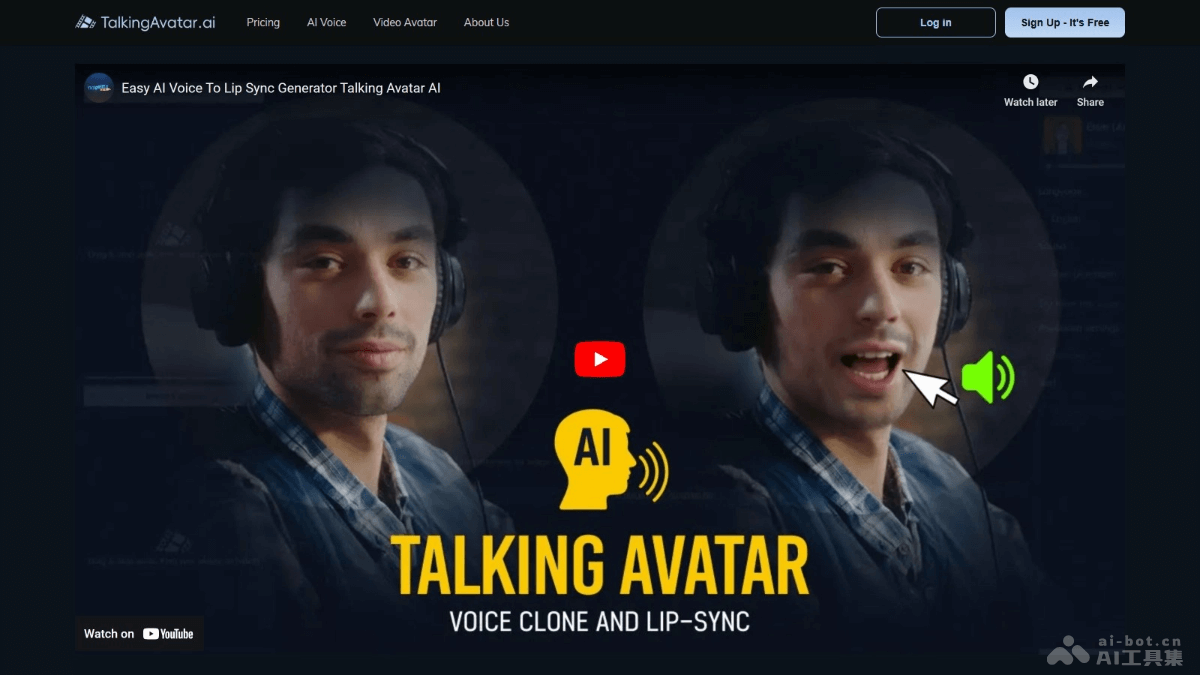 TalkingAvatar.ai
Pricing
AI Voice
Video Avatar
About Us
Log in
Sign Up - It's Free
Easy AI Voice To Lip Sync Generator Talking Avatar AI
Watch later
Share
AI
TALKING AVATAR
VOICE CLONE AND LIP-SYNC
Watch on YouTube
ai-bot.cn
AI工具集